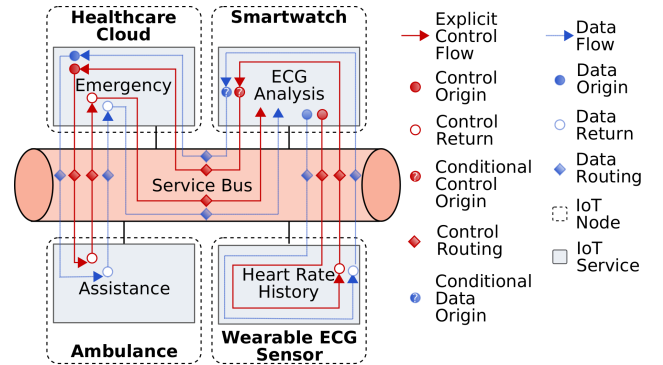 Healthcare
Cloud
Smartwatch
Emergency
ECG
Analysis
?
?
Service Bus
Assistance
Heart Rate
History
Ambulance
Wearable ECG
Sensor
Explicit
Control
Flow
Control
Origin
Control
Return
?
Conditional
Control
Origin
Control
Routing
?
Conditional
Data
Origin
Data
Flow
Data
Origin
Data
Return
Data
Routing
IoT
Node
IoT
Service